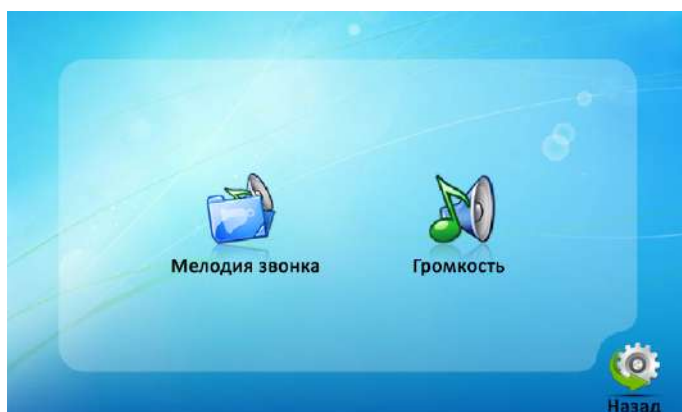 Мелодия звонка
Громкость
Назад